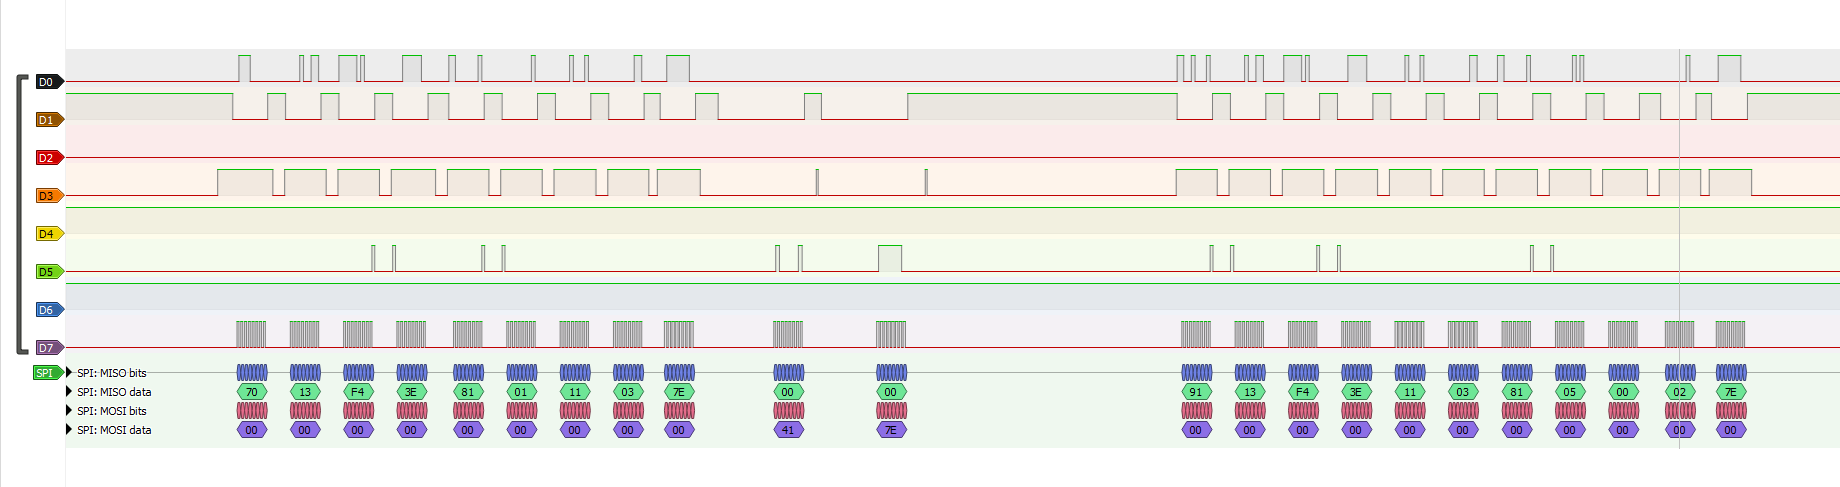 D0
D1
D2
D3
D4
D5
D6
D7
SPI SPI: MISO bits
SPI: MISO data 70 13 F4 3E 81 01 11 03 7E 00 00 91 13 F4 3E 11 03 81 05 00 02 7E
SPI: MOSI bits
SPI: MOSI data 00 00 00 00 00 00 00 00 00 41 7E 00 00 00 00 00 00 00 00 00 00 00